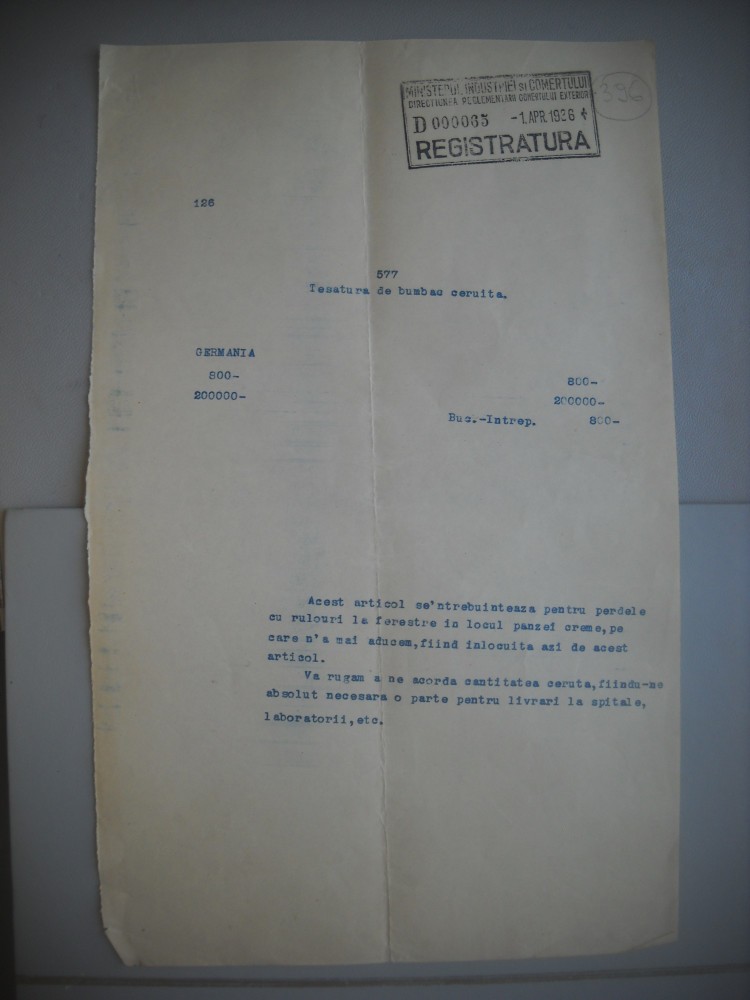 MINISTERUL INDUSTRIEI SI COMERTULUI
DIRECTIUNEA REGLEMENTARII COMERTULUI EXTERIOR
D 000065 -1.APR.1936
REGISTRATURA
396
126
577
Tesatura de bumbac ceruita.
GERMANIA
800-
200000-
800-
200000-
Buc.-Intrep. 800-
Acest articol se'ntrebuinteaza pentru perdele
cu rulouri la ferestre in locul panzei creme,pe
care n'a mai aducem,fiind inlocuita azi de acest
articol.
Va rugam a ne acorda cantitatea ceruta,fiindu-ne
absolut necesara o parte pentru livrari la spitale,
laboratorii,etc.